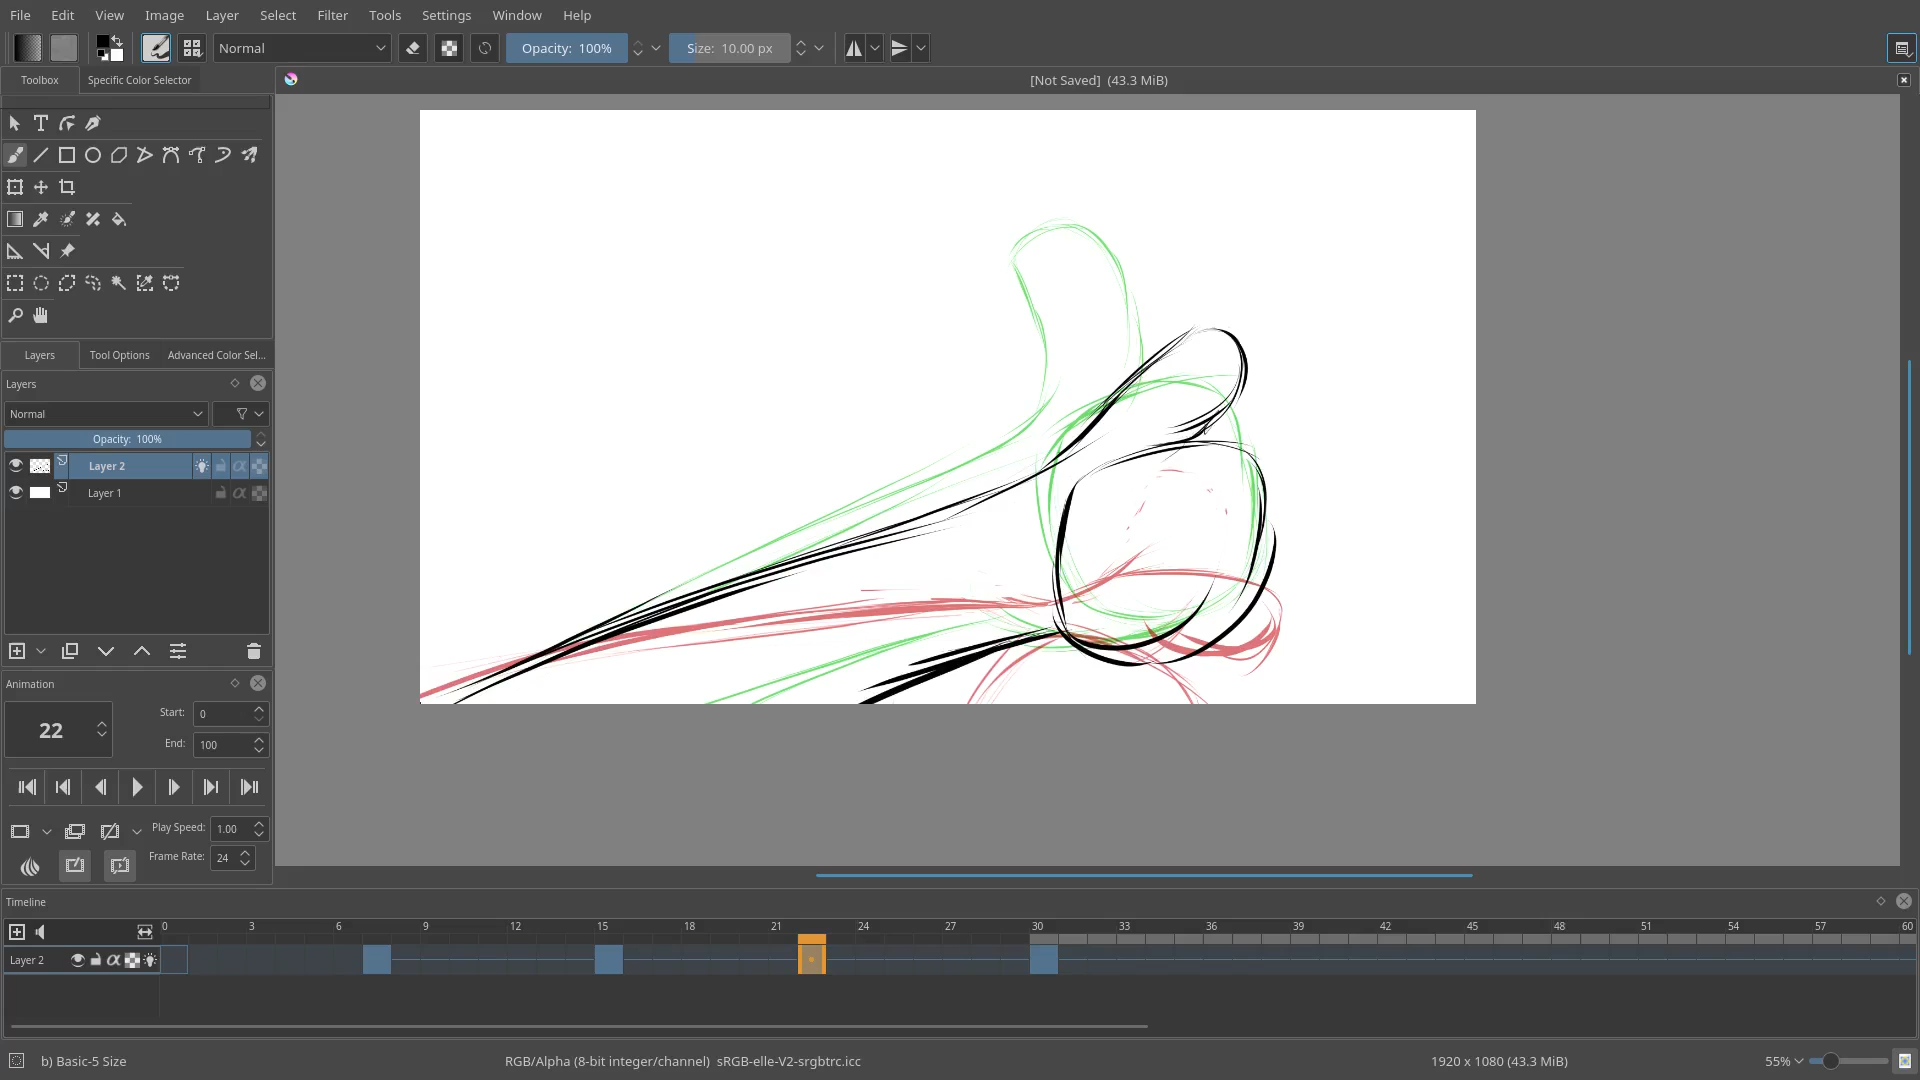 File Edit View Image Layer Select Filter Tools Settings Window Help
Normal Opacity: 100% Size: 10.00 px
Toolbox Specific Color Selector
[Not Saved] (43.3 MiB)
Layers Tool Options Advanced Color Sel...
Layers
Normal
Opacity: 100%
Layer 2
Layer 1
Animation
22
Start: 0
End: 100
Play Speed: 1.00
Frame Rate: 24
Timeline
0 3 6 9 12 15 18 21 24 27 30 33 36 39 42 45 48 51 54 57 60
Layer 2
b) Basic-5 Size
RGB/Alpha (8-bit integer/channel) sRGB-elle-V2-srgbtrc.icc
1920 x 1080 (43.3 MiB)
55%